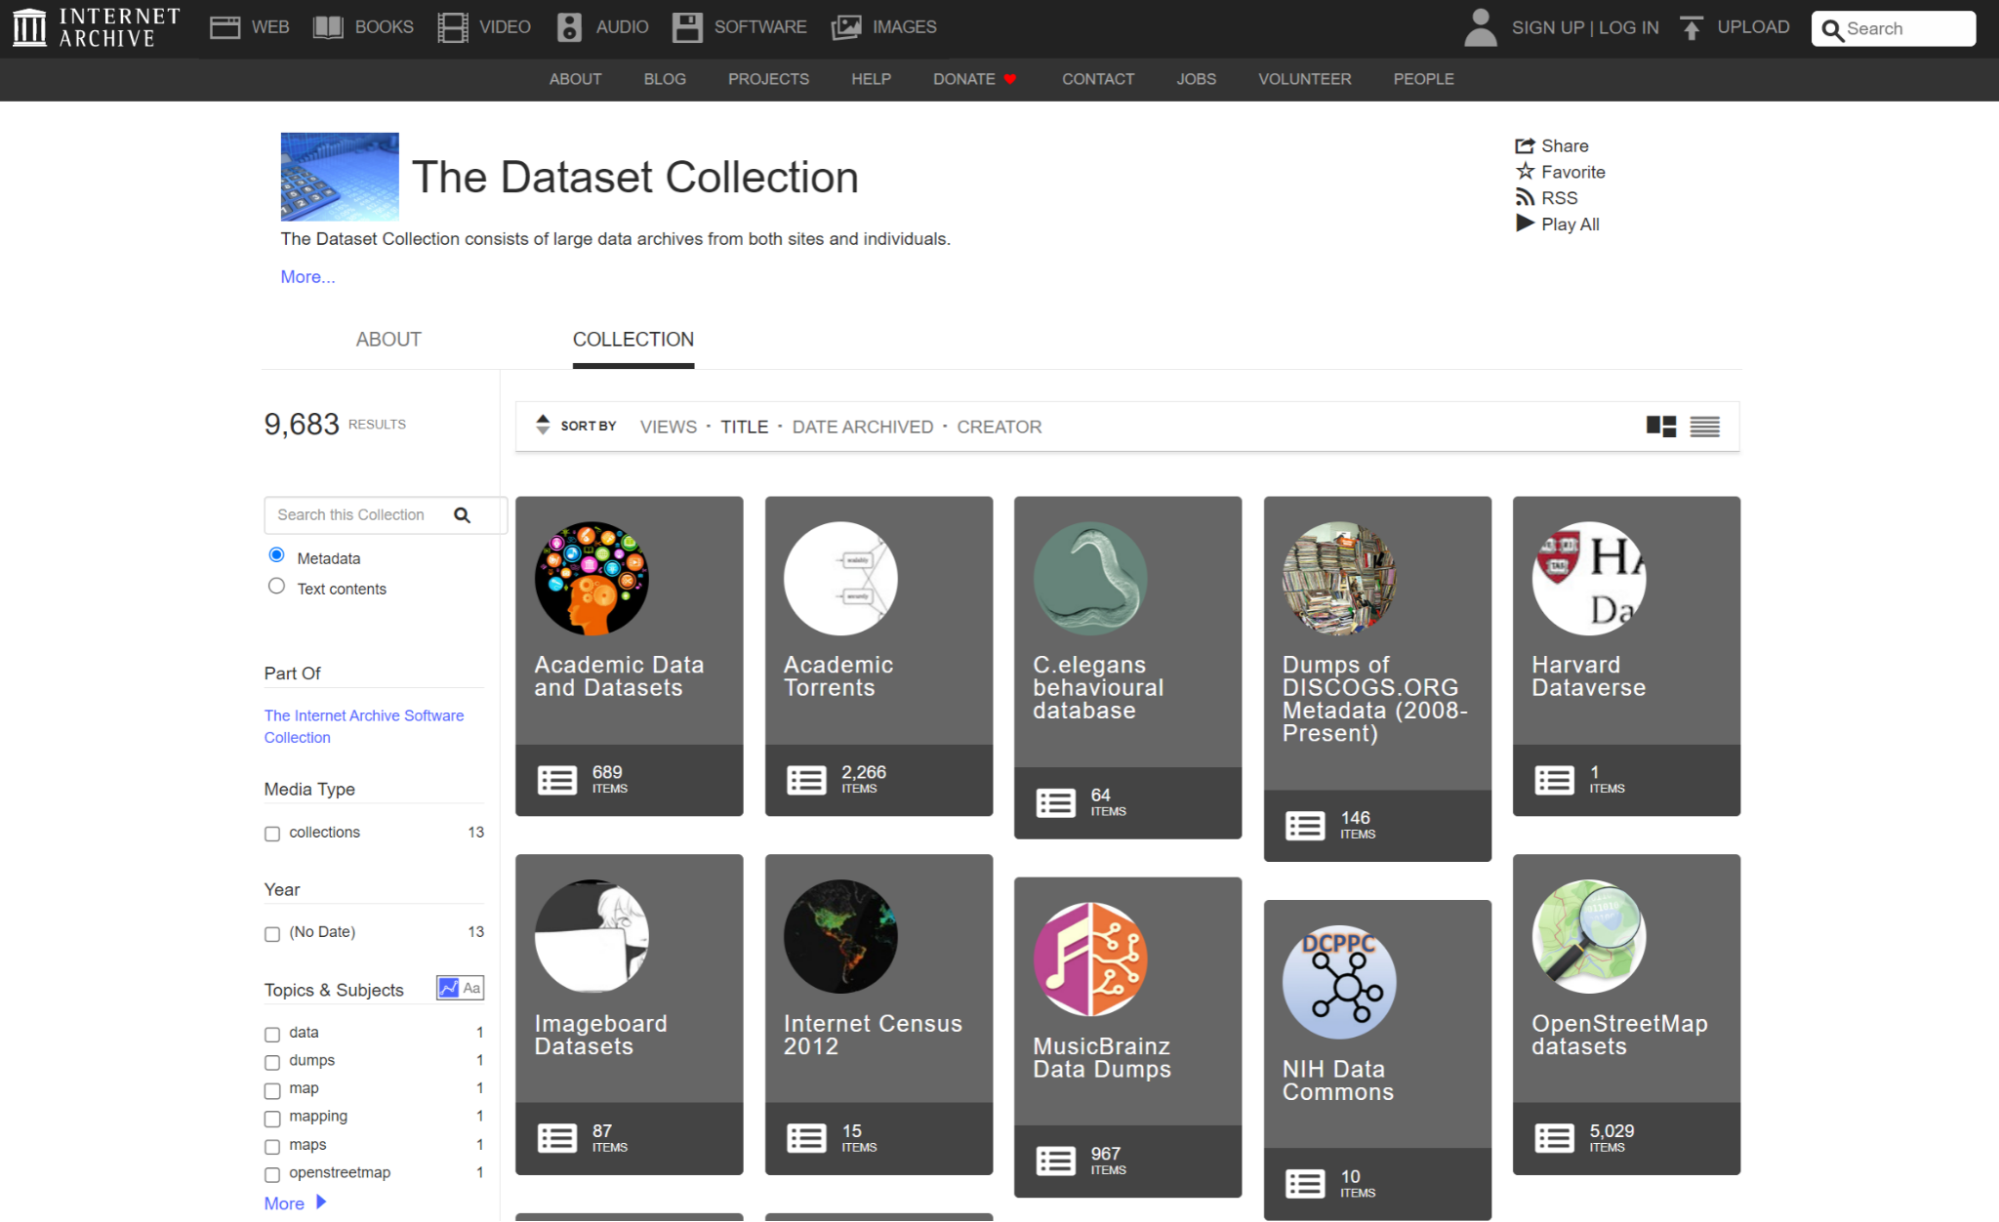 INTERNET
ARCHIVE
WEB
BOOKS
VIDEO
AUDIO
SOFTWARE
IMAGES
SIGN UP | LOG IN
UPLOAD
Search
ABOUT
BLOG
PROJECTS
HELP
DONATE
CONTACT
JOBS
VOLUNTEER
PEOPLE
The Dataset Collection
Share
Favorite
RSS
Play All
The Dataset Collection consists of large data archives from both sites and individuals.
More...
ABOUT
COLLECTION
9,683 RESULTS
SORT BY VIEWS · TITLE · DATE ARCHIVED · CREATOR
Search this Collection
Metadata
Text contents
Part Of
The Internet Archive Software
Collection
Media Type
collections 13
Year
(No Date) 13
Topics & Subjects
Aa
data 1
dumps 1
map 1
mapping 1
maps 1
openstreetmap 1
More
Academic Data
and Datasets
689
ITEMS
Academic
Torrents
2,266
ITEMS
C.elegans
behavioural
database
64
ITEMS
Dumps of
DISCOGS.ORG
Metadata (2008-
Present)
146
ITEMS
HA
Da
Harvard
Dataverse
1
ITEMS
Imageboard
Datasets
87
ITEMS
Internet Census
2012
15
ITEMS
MusicBrainz
Data Dumps
967
ITEMS
DCPPC
NIH Data
Commons
10
ITEMS
OpenStreetMap
datasets
5,029
ITEMS